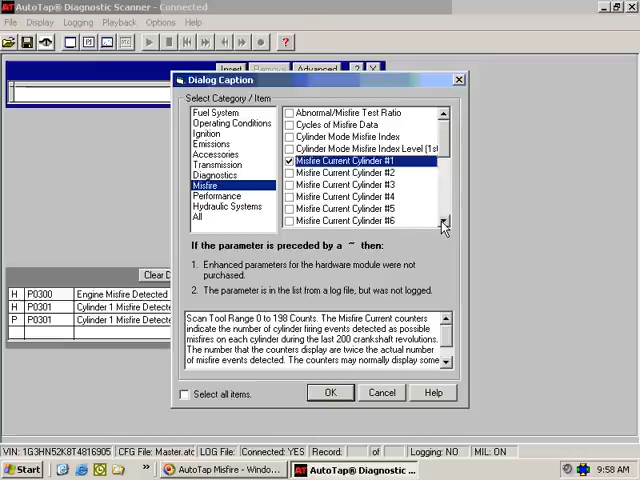 AutoTap® Diagnostic Scanner - Connected
File Display Logging Playback Options Help
Insert Remove Advanced ? X
Dialog Caption
Select Category / Item
Fuel System
Operating Conditions
Ignition
Emissions
Accessories
Transmission
Diagnostics
Misfire
Performance
Hydraulic Systems
All
Abnormal/Misfire Test Ratio
Cycles of Misfire Data
Cylinder Mode Misfire Index
Cylinder Mode Misfire Index Level (1st
Misfire Current Cylinder #1
Misfire Current Cylinder #2
Misfire Current Cylinder #3
Misfire Current Cylinder #4
Misfire Current Cylinder #5
Misfire Current Cylinder #6
If the parameter is preceded by a ~ then:
1. Enhanced parameters for the hardware module were not
purchased.
2. The parameter is in the list from a log file, but was not logged.
Clear D
H P0300 Engine Misfire Detected
H P0301 Cylinder 1 Misfire Detected
P P0301 Cylinder 1 Misfire Detected
Scan Tool Range 0 to 198 Counts. The Misfire Current counters
indicate the number of cylinder firing events detected as possible
misfires on each cylinder during the last 200 crankshaft revolutions.
The number that the counters display are twice the actual number
of misfire events detected. The counters may normally display some
Select all items.
OK Cancel Help
VIN: 1G3HN52K8T4816905 CFG File: Master.atc LOG File: Connected: YES Record: of Logging: NO MIL: ON
Start » AutoTap Misfire - Windo... AutoTap® Diagnostic ... 9:58 AM